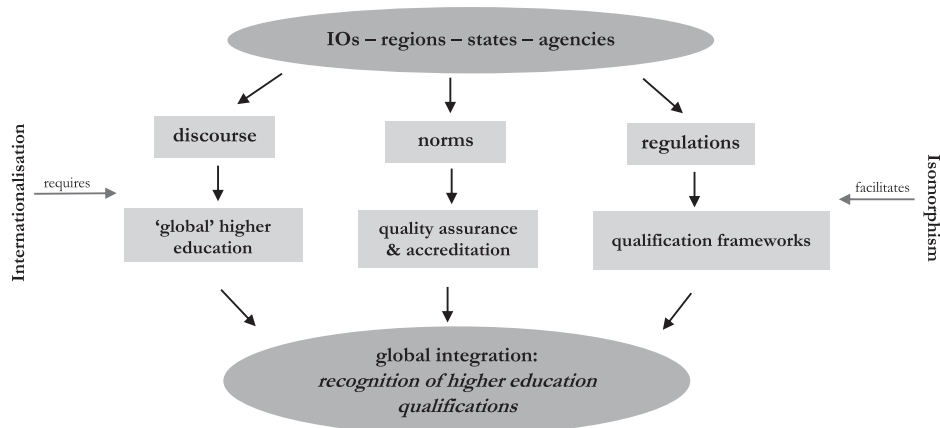 IOs – regions – states – agencies
discourse
norms
regulations
Internationalisation
requires
facilitates
Isomorphism
‘global’ higher
education
quality assurance
& accreditation
qualification frameworks
global integration:
recognition of higher education
qualifications